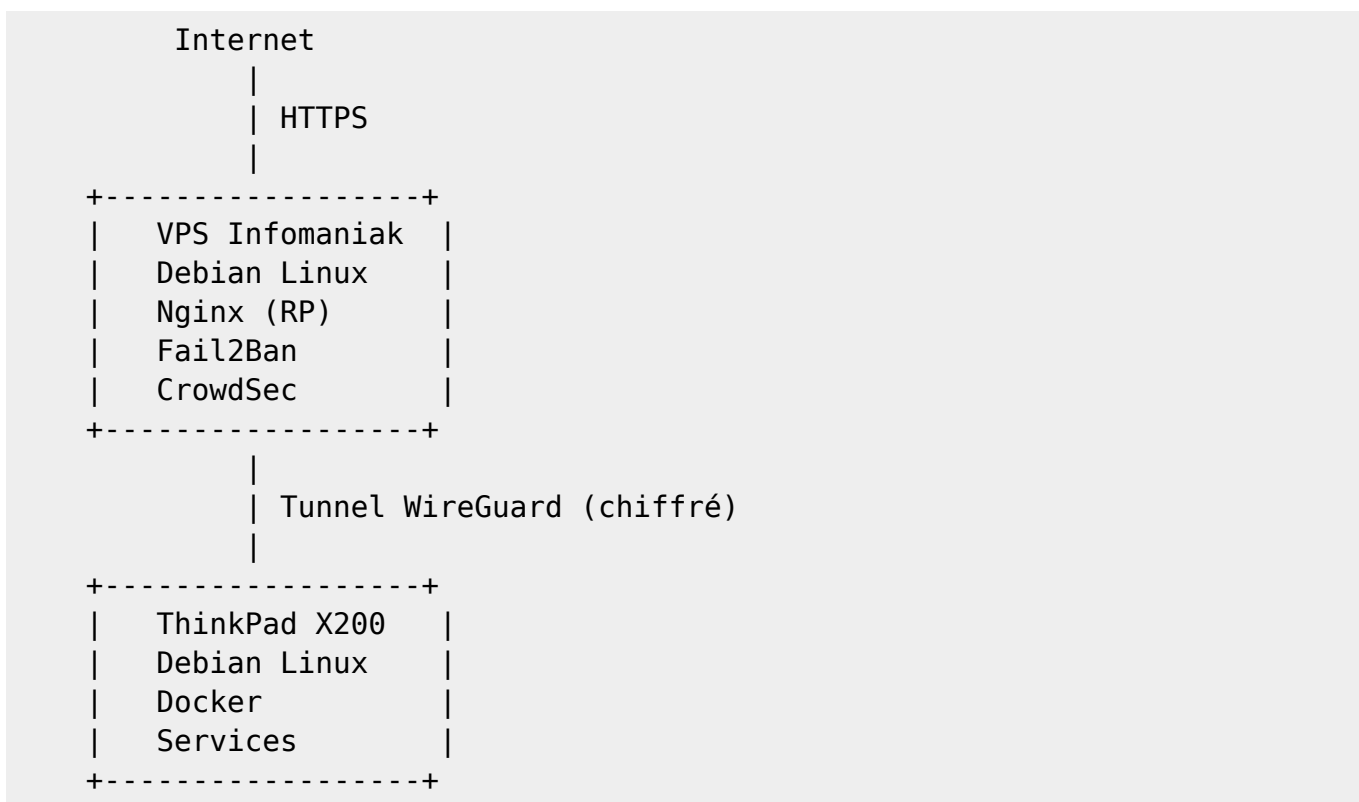 Internet
|
| HTTPS
|
+------------------+
|   VPS Infomaniak  |
|   Debian Linux    |
|   Nginx (RP)      |
|   Fail2Ban        |
|   CrowdSec        |
+------------------+
|
| Tunnel WireGuard (chiffré)
|
+------------------+
|   ThinkPad X200   |
|   Debian Linux    |
|   Docker          |
|   Services        |
+------------------+